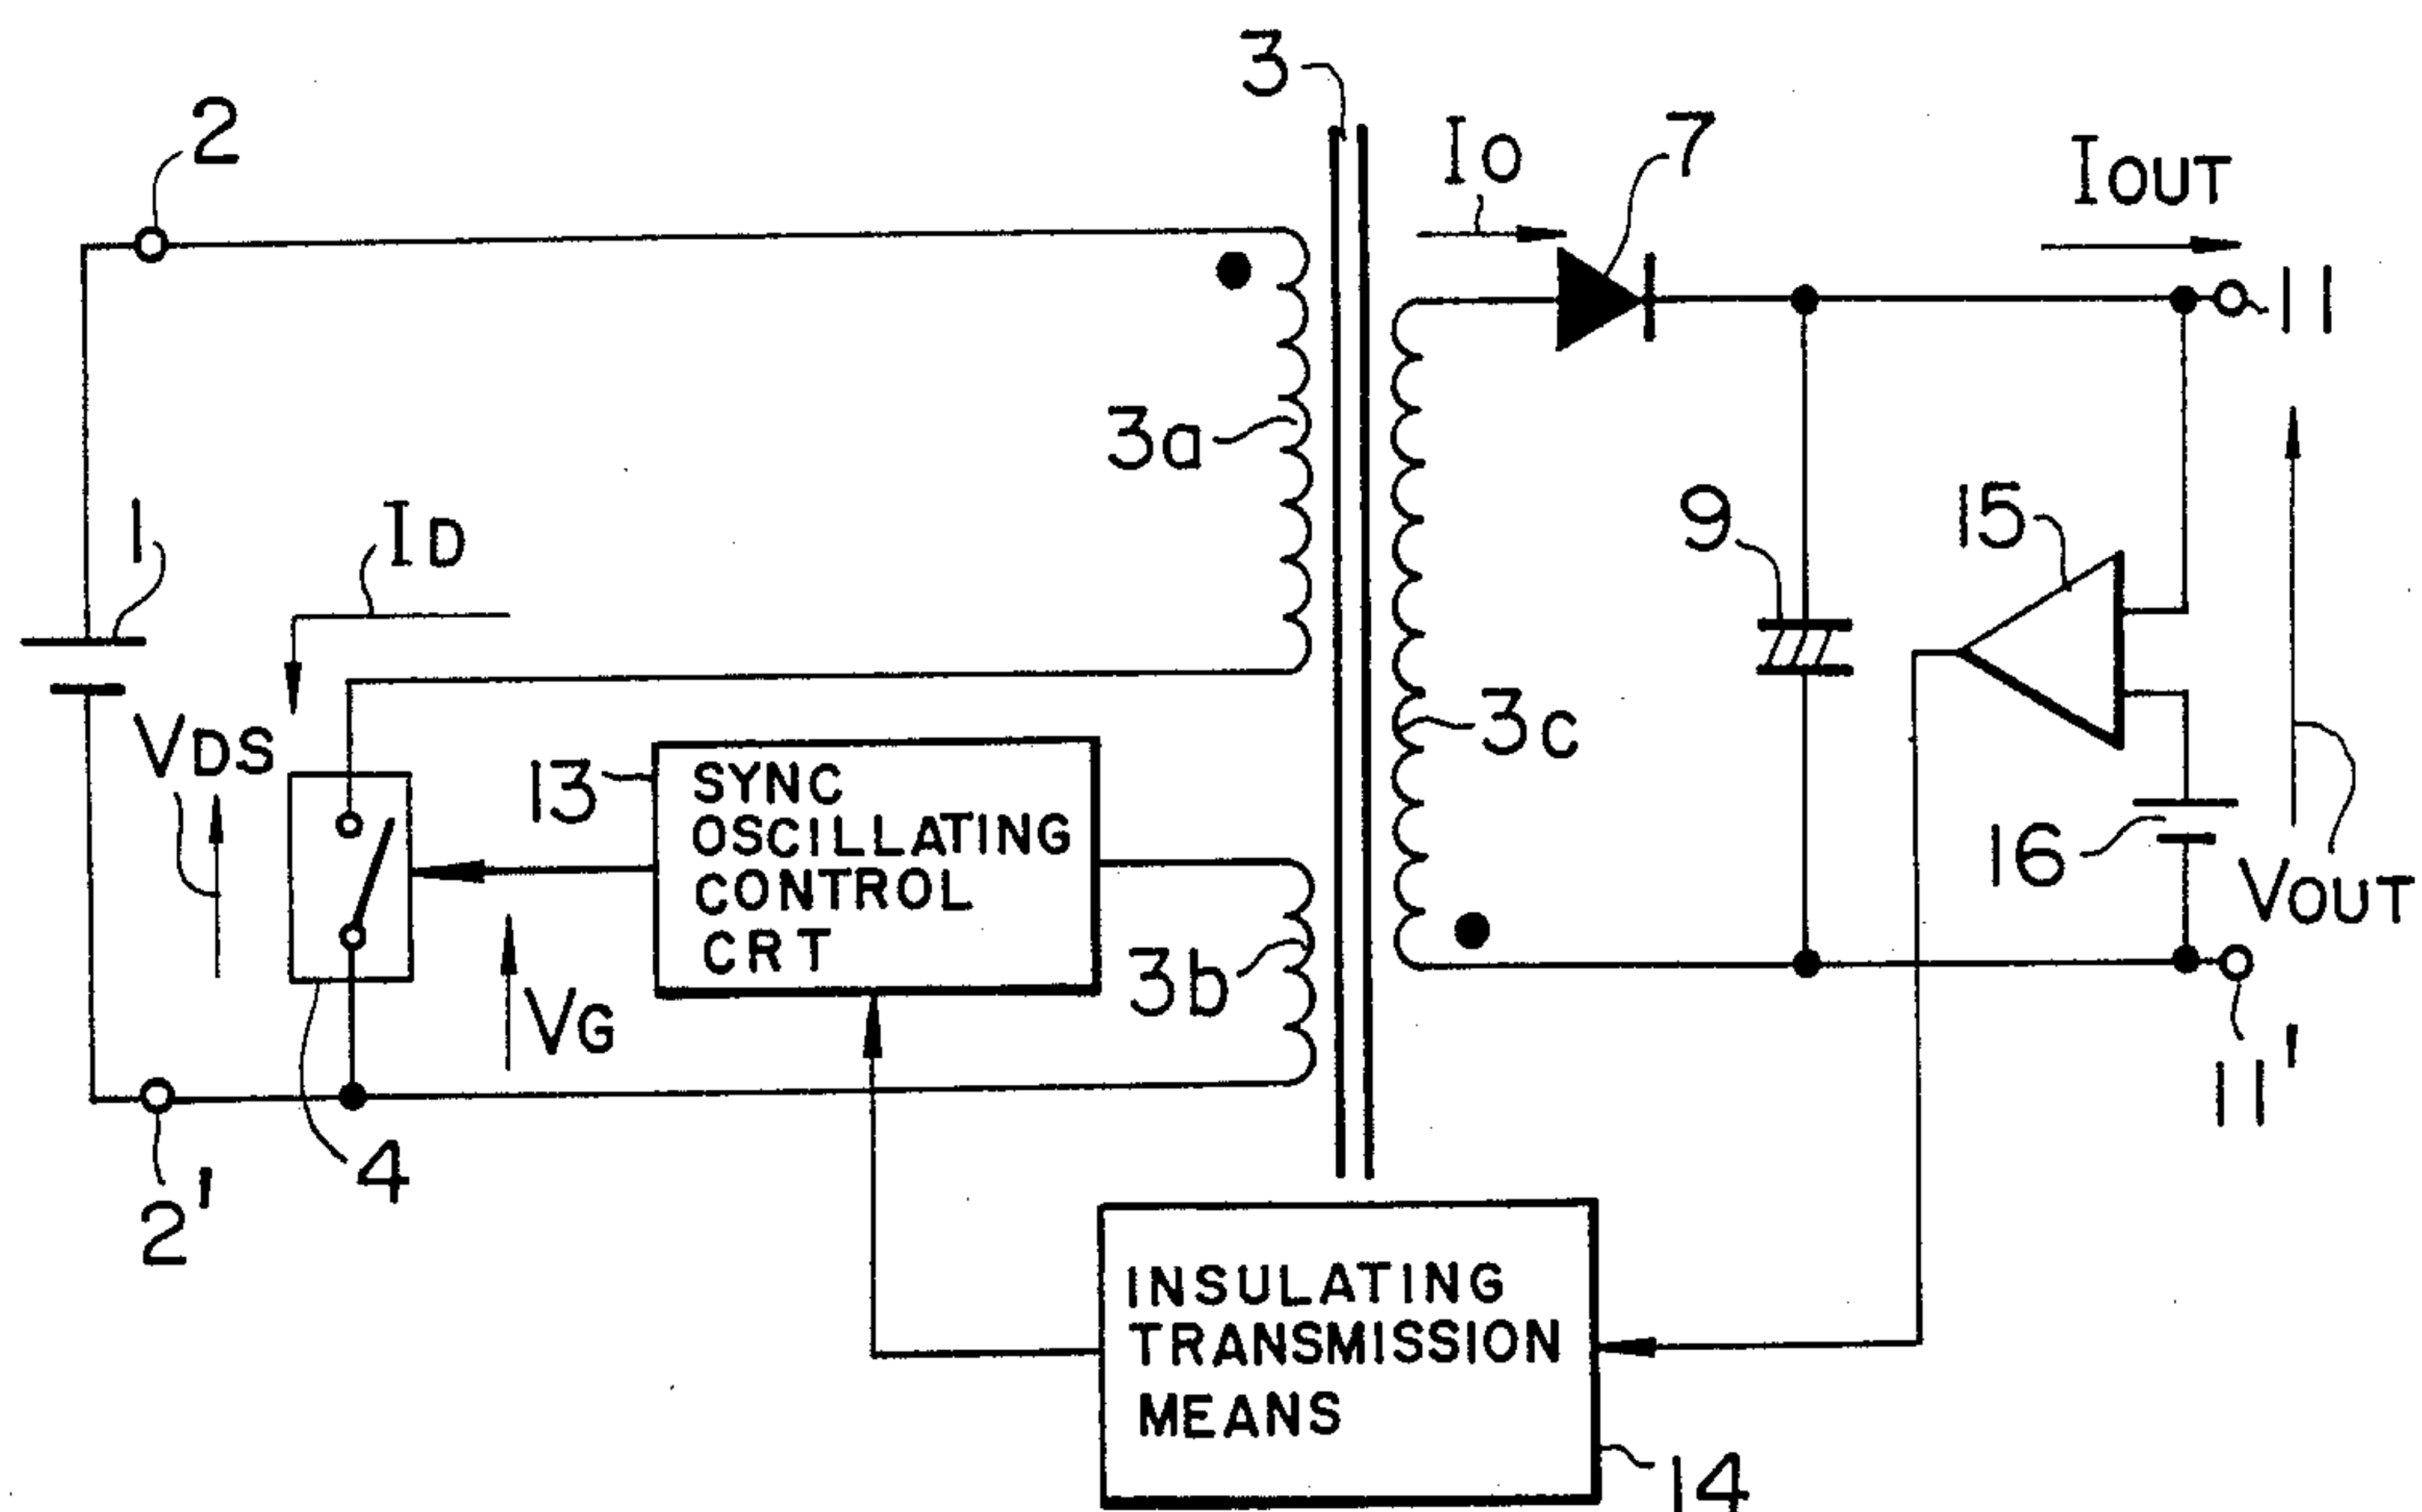 3
2
IO
7
IOUT
11
3a
1
ID
9
15
VDS
13
SYNC
OSCILLATING
CONTROL
CRT
3c
16
VOUT
3b
VG
11'
4
2'
INSULATING
TRANSMISSION
MEANS
14